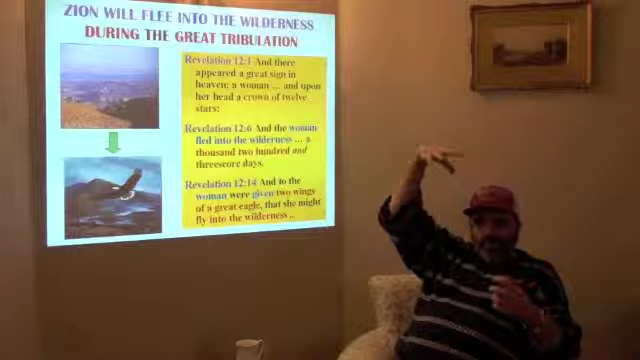 ZION WILL FLEE INTO THE WILDERNESS
DURING THE GREAT TRIBULATION
Revelation 12:1 And there
appeared a great sign in
heaven; a woman … and upon
her head a crown of twelve
stars:
Revelation 12:6 And the woman
fled into the wilderness … a
thousand two hundred and
threescore days.
Revelation 12:14 And to the
woman were given two wings
of a great eagle, that she might
fly into the wilderness ..